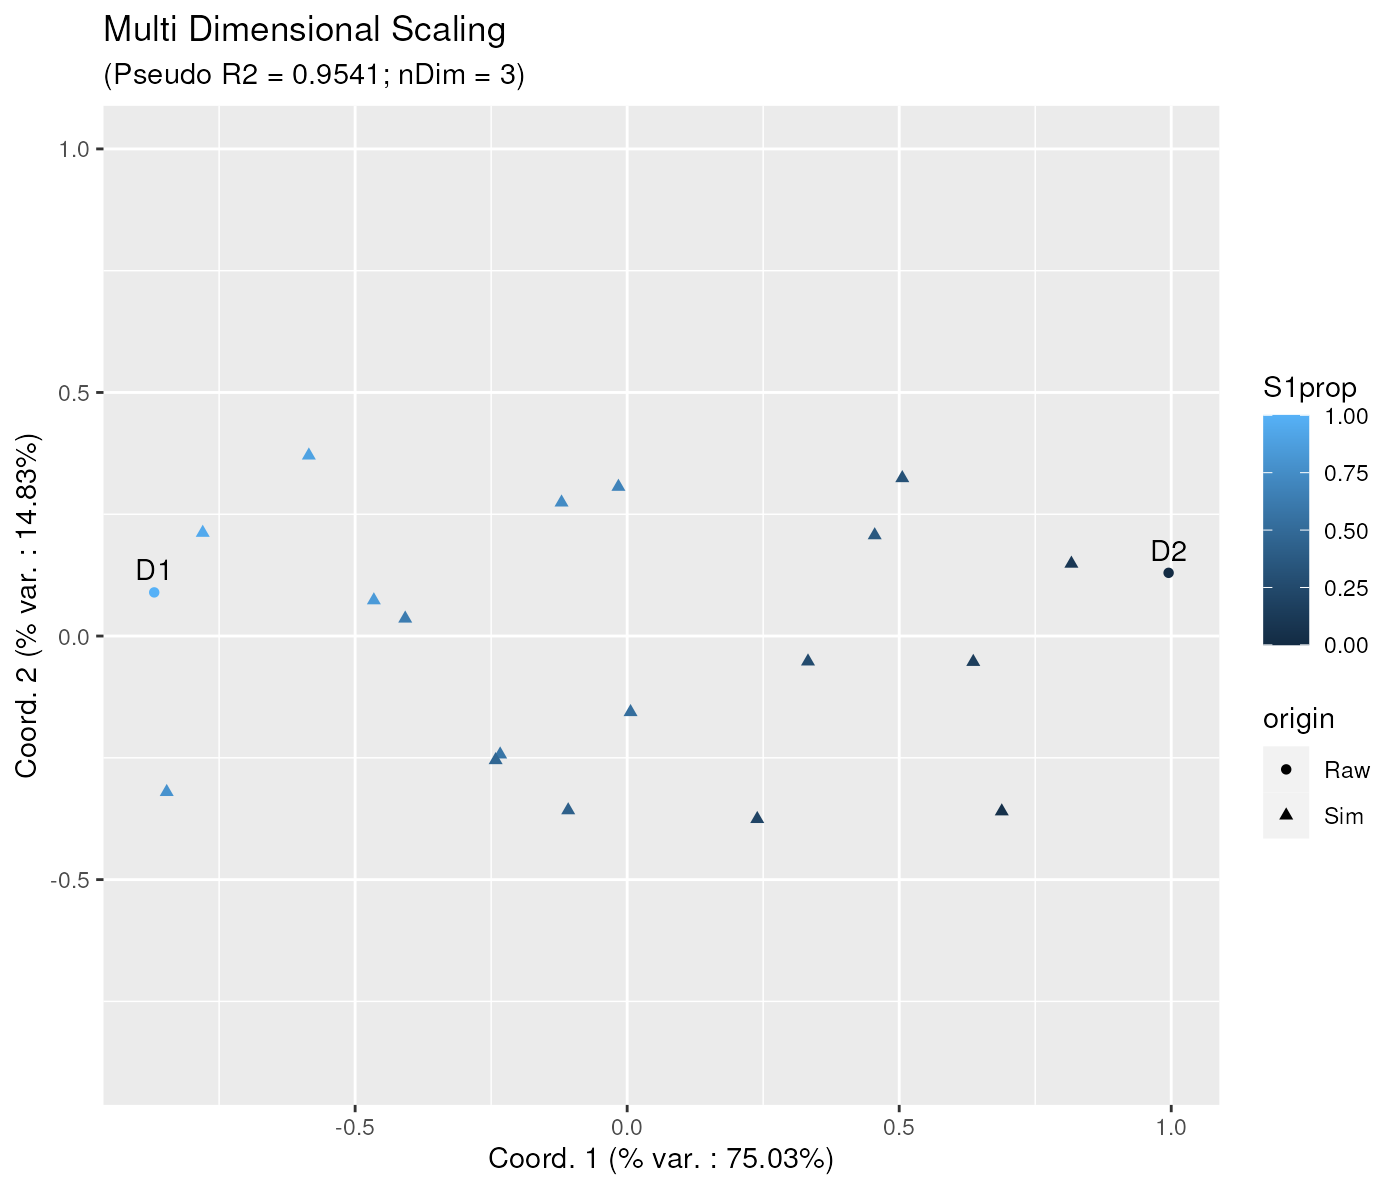 Multi Dimensional Scaling
(Pseudo R2 = 0.9541; nDim = 3)
1.0
0.5
0.0
-0.5
Coord. 2 (% var. : 14.83%)
D1
D2
-0.5
0.0
0.5
1.0
Coord. 1 (% var. : 75.03%)
S1prop
1.00
0.75
0.50
0.25
0.00
origin
Raw
Sim